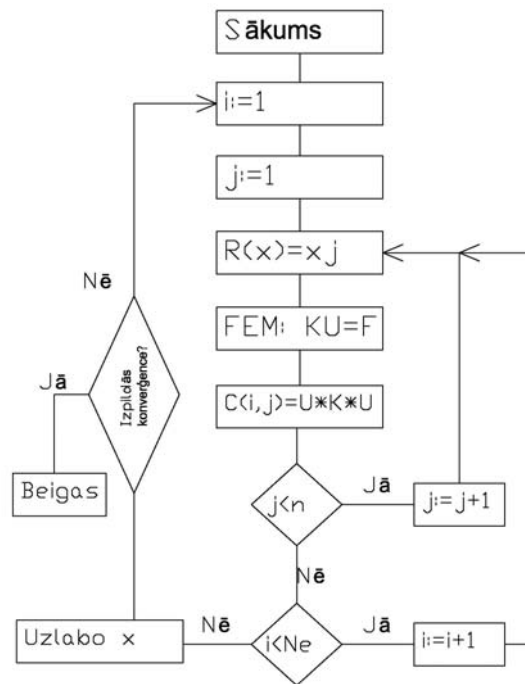 Sākums
i:=1
j:=1
R(x)=xj
Nē
FEM: KU=F
Izpildās
konverģence?
Jā
C(i,j)=U*K*U
Beigas
j<n
Jā
j:=j+1
Nē
Uzlabo x
Nē
i<Ne
Jā
i:=i+1